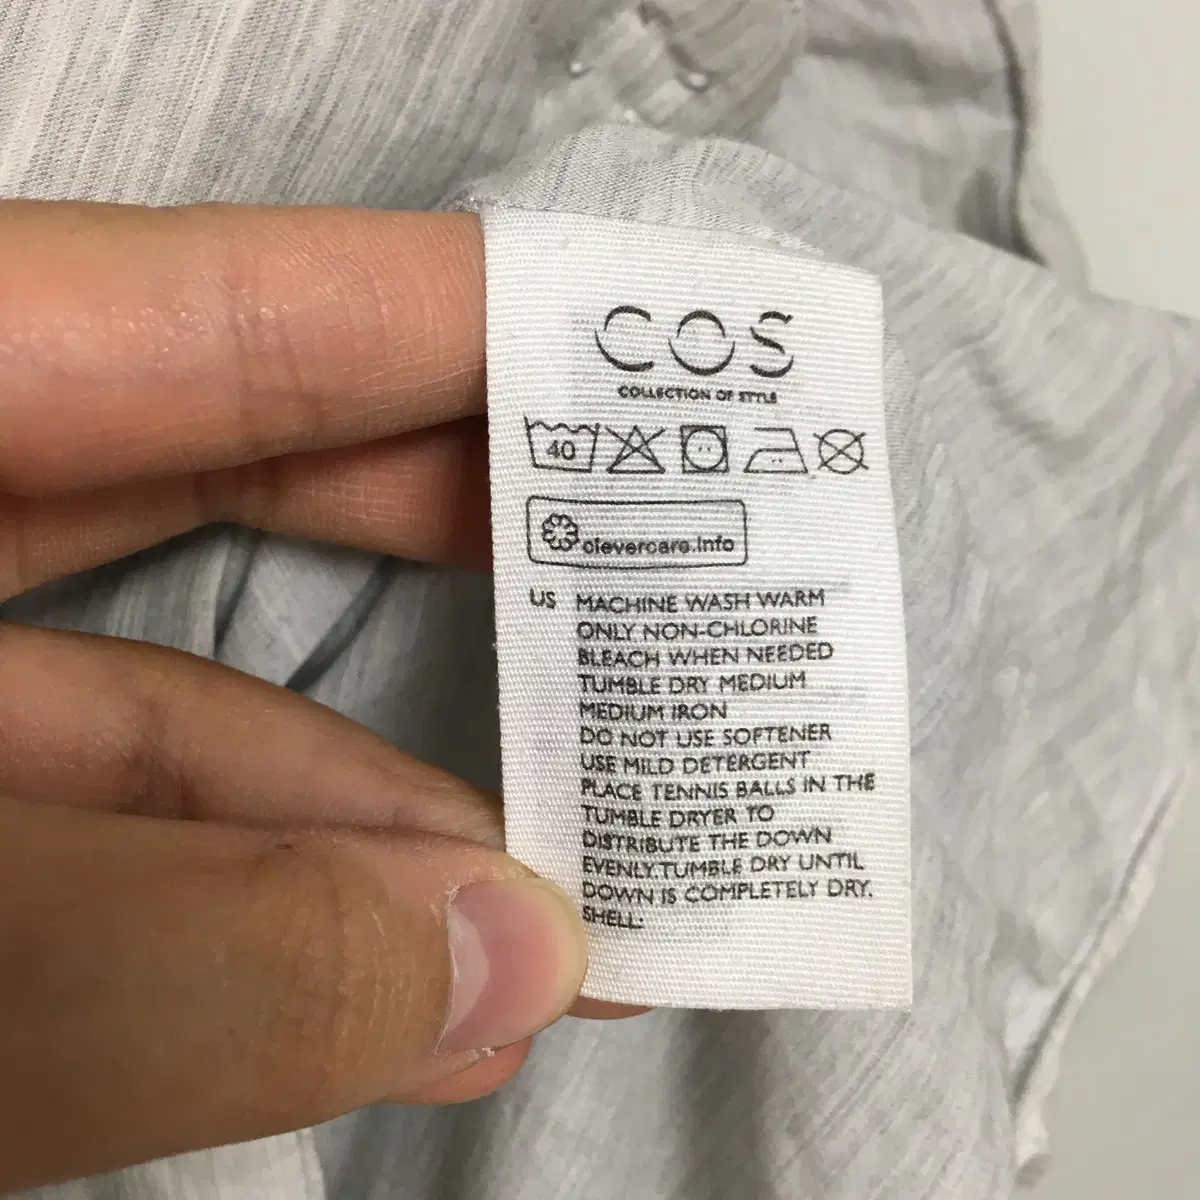 COS
COLLECTION OF STYLE
40
clevercare.info
US MACHINE WASH WARM
ONLY NON-CHLORINE
BLEACH WHEN NEEDED
TUMBLE DRY MEDIUM
MEDIUM IRON
DO NOT USE SOFTENER
USE MILD DETERGENT
PLACE TENNIS BALLS IN THE
TUMBLE DRYER TO
DISTRIBUTE THE DOWN
EVENLY.TUMBLE DRY UNTIL
DOWN IS COMPLETELY DRY.
SHELL: